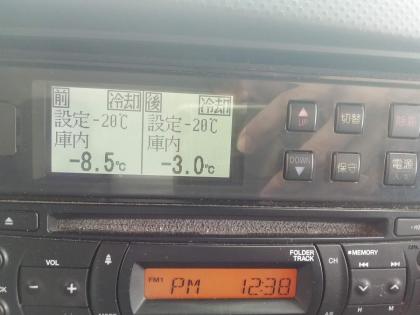 前 冷却 後 冷却
設定-20℃ 設定-20℃
庫内 庫内
-8.5℃ -3.0℃
UP 切替
DOWN 保守 電源
FOLDER
TRACK
VOL CH MEMORY
FM1 PM 12:38
H M